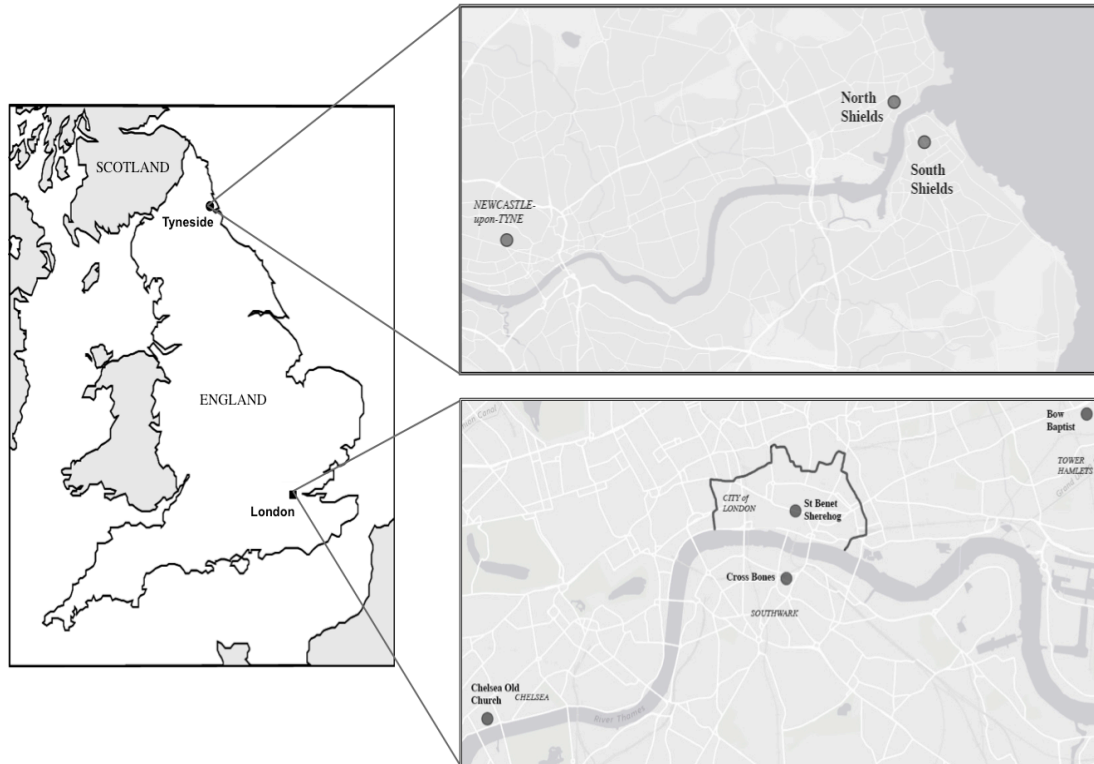 SCOTLAND
Tyneside
ENGLAND
London
North
Shields
South
Shields
NEWCASTLE-
upon-TYNE
Bow
Baptist
TOWER
HAMLETS
CITY of
LONDON
St Benet
Sherehog
Cross Bones
SOUTHWARK
Chelsea Old
Church
CHELSEA
River Thames
Canal